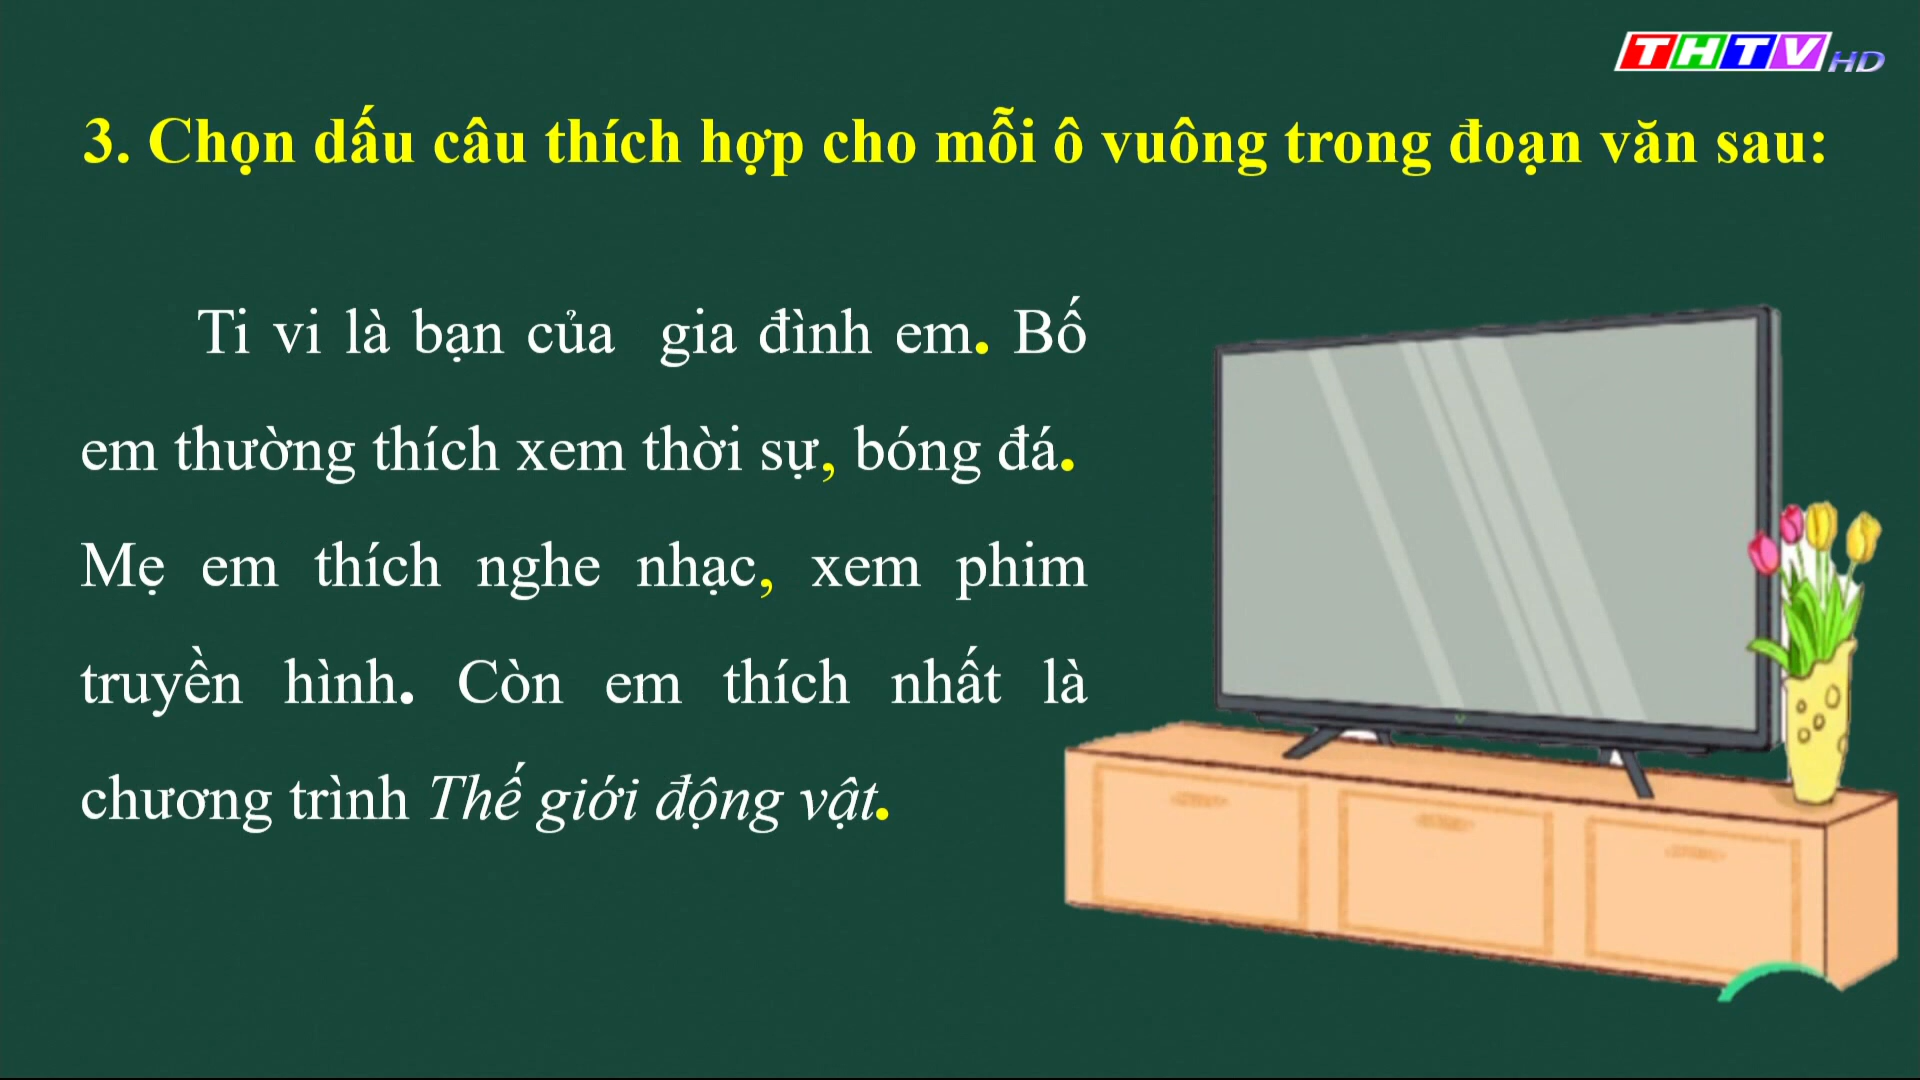 THTV HD
3. Chọn dấu câu thích hợp cho mỗi ô vuông trong đoạn văn sau:
Ti vi là bạn của gia đình em. Bố
em thường thích xem thời sự, bóng đá.
Mẹ em thích nghe nhạc, xem phim
truyền hình. Còn em thích nhất là
chương trình Thế giới động vật.